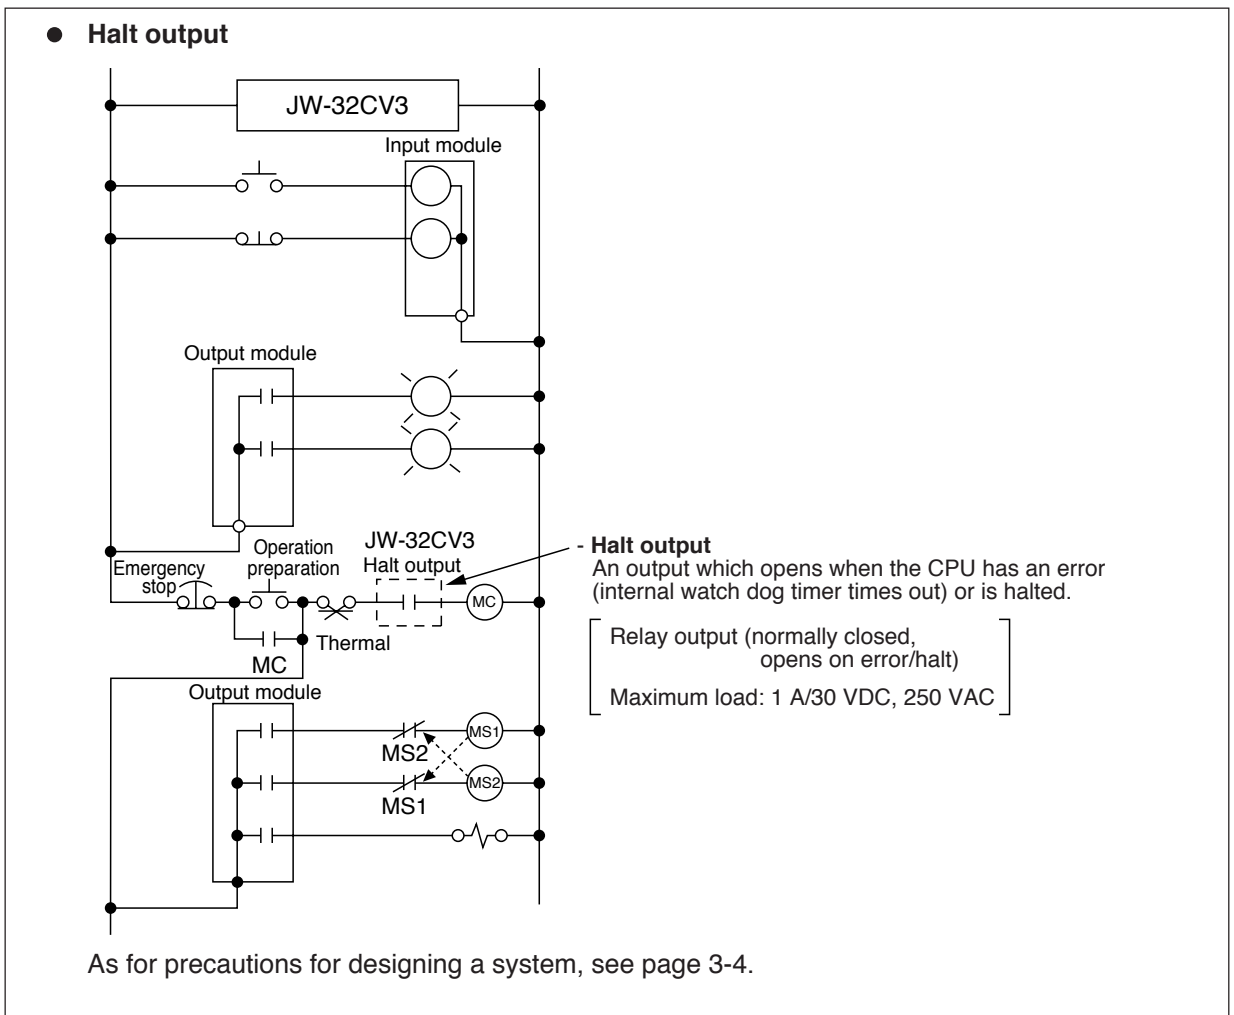 ● Halt output
JW-32CV3
Input module
Output module
JW-32CV3
Halt output
Operation
preparation
Emergency
stop
MC
Thermal
MC
- Halt output
An output which opens when the CPU has an error
(internal watch dog timer times out) or is halted.
Relay output (normally closed,
opens on error/halt)
Maximum load: 1 A/30 VDC, 250 VAC
Output module
MS1
MS2
MS2
MS1
As for precautions for designing a system, see page 3-4.